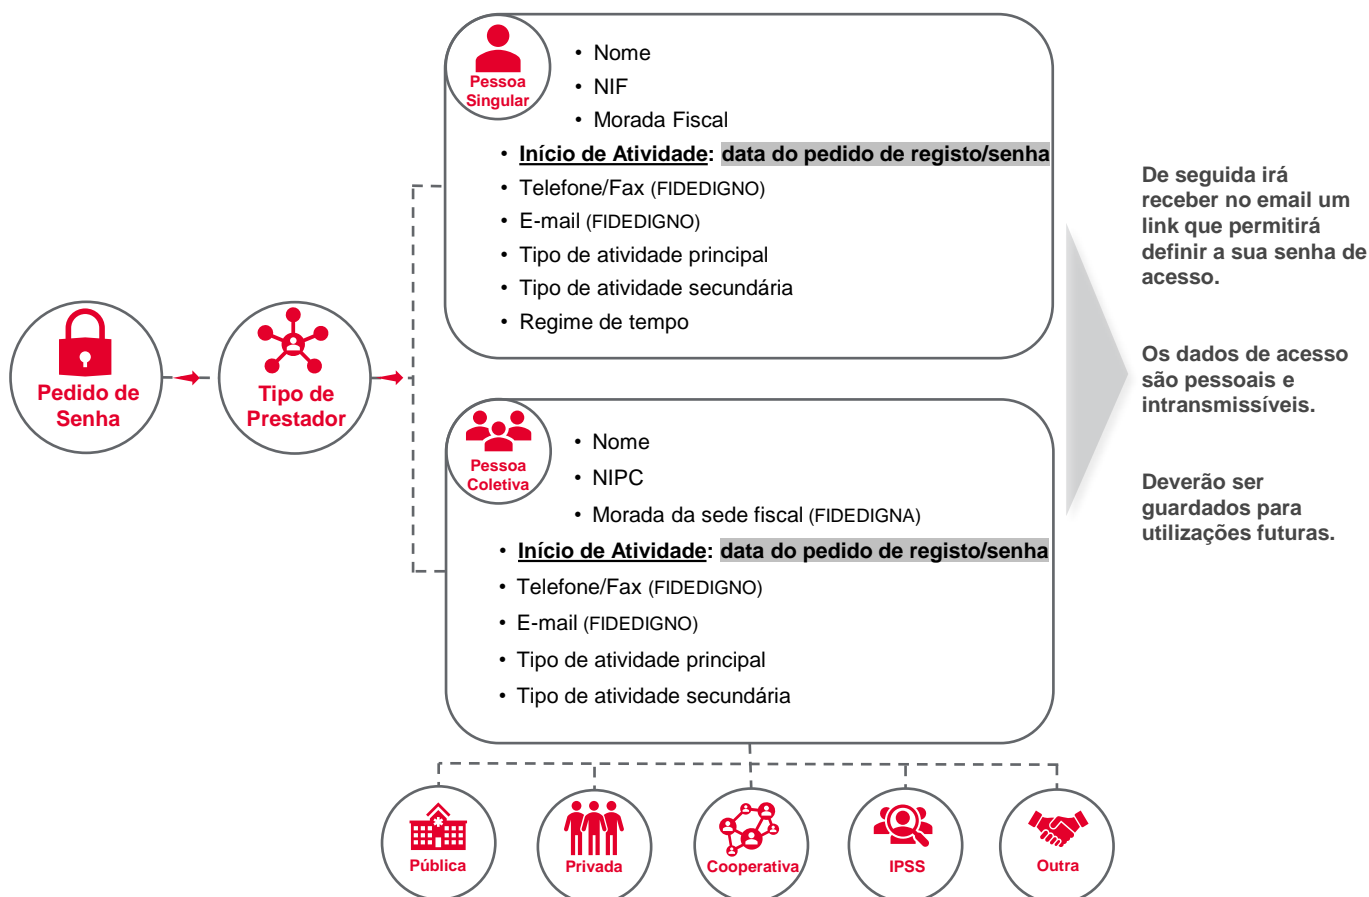 Pedido de
Senha
Tipo de
Prestador
Pessoa
Singular
• Nome
• NIF
• Morada Fiscal
• Início de Atividade: data do pedido de registo/senha
• Telefone/Fax (FIDEDIGNO)
• E-mail (FIDEDIGNO)
• Tipo de atividade principal
• Tipo de atividade secundária
• Regime de tempo
Pessoa
Coletiva
• Nome
• NIPC
• Morada da sede fiscal (FIDEDIGNA)
• Início de Atividade: data do pedido de registo/senha
• Telefone/Fax (FIDEDIGNO)
• E-mail (FIDEDIGNO)
• Tipo de atividade principal
• Tipo de atividade secundária
Pública
Privada
Cooperativa
IPSS
Outra
De seguida irá
receber no email um
link que permitirá
definir a sua senha de
acesso.
Os dados de acesso
são pessoais e
intransmissíveis.
Deverão ser
guardados para
utilizações futuras.